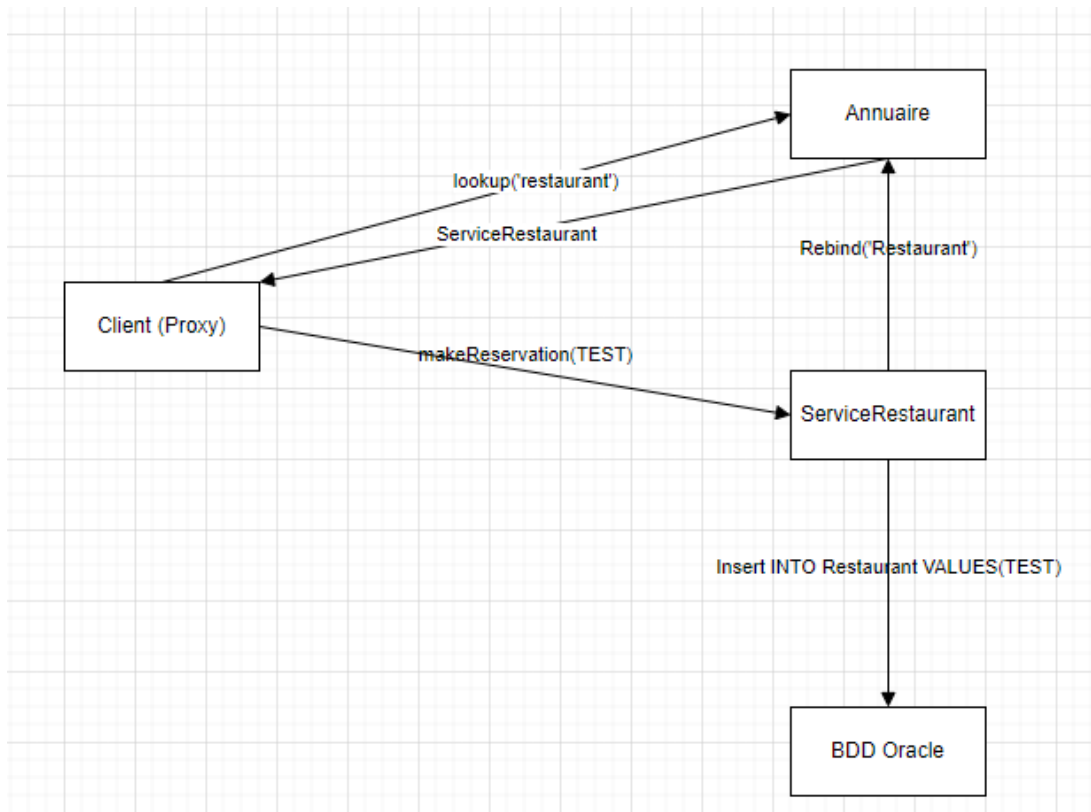 Annuaire
lookup('restaurant')
ServiceRestaurant
Rebind('Restaurant')
Client (Proxy)
makeReservation(TEST)
ServiceRestaurant
Insert INTO Restaurant VALUES(TEST)
BDD Oracle